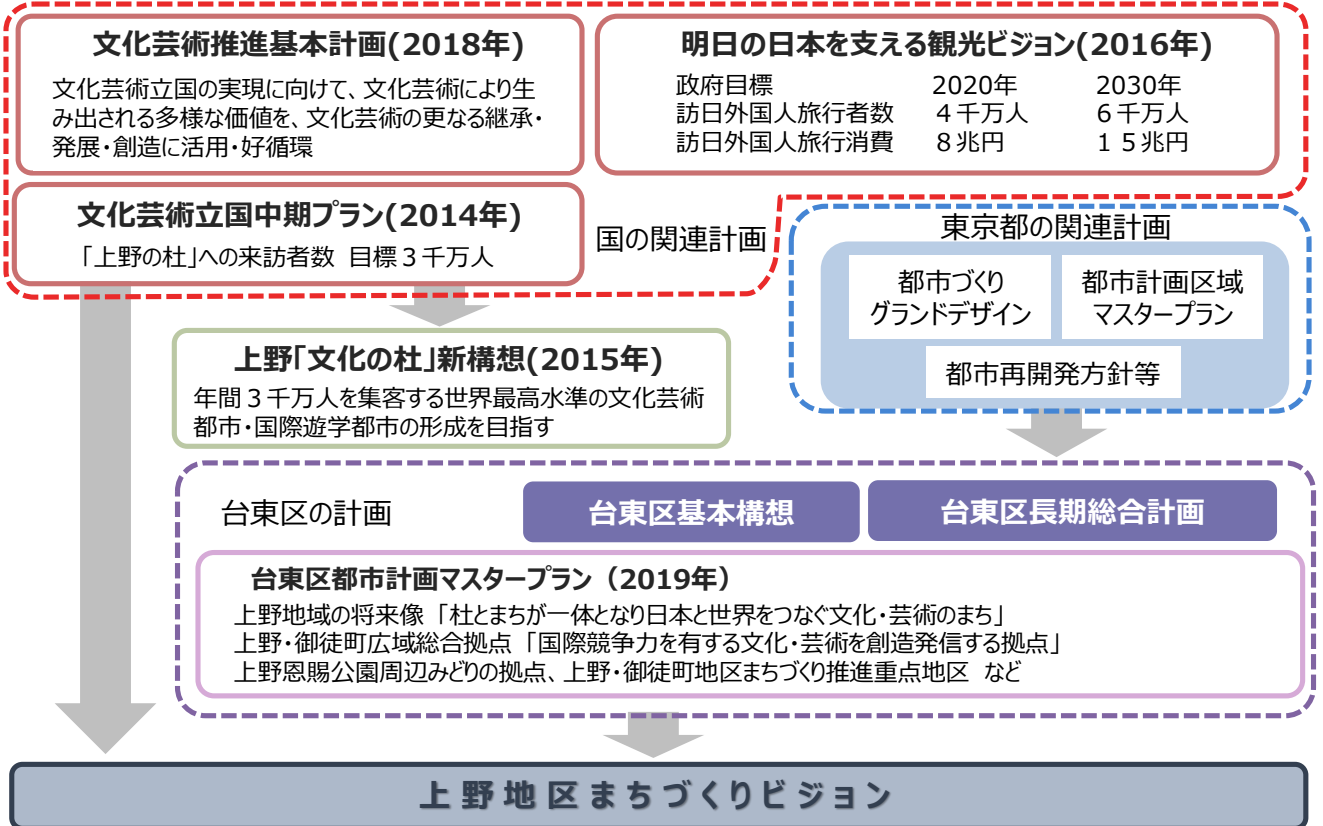 文化芸術推進基本計画(2018年)
文化芸術立国の実現に向けて、文化芸術により生
み出される多様な価値を、文化芸術の更なる継承・
発展・創造に活用・好循環
明日の日本を支える観光ビジョン(2016年)
政府目標 2020年 2030年
訪日外国人旅行者数 4千万人 6千万人
訪日外国人旅行消費 8兆円 15兆円
文化芸術立国中期プラン(2014年)
「上野の杜」への来訪者数 目標3千万人
国の関連計画
東京都の関連計画
都市づくり
グランドデザイン
都市計画区域
マスタープラン
都市再開発方針等
上野「文化の杜」新構想(2015年)
年間3千万人を集客する世界最高水準の文化芸術
都市・国際遊学都市の形成を目指す
台東区の計画
台東区基本構想
台東区長期総合計画
台東区都市計画マスタープラン（2019年）
上野地域の将来像 「杜とまちが一体となり日本と世界をつなぐ文化・芸術のまち」
上野・御徒町広域総合拠点 「国際競争力を有する文化・芸術を創造発信する拠点」
上野恩賜公園周辺みどりの拠点、上野・御徒町地区まちづくり推進重点地区 など
上野地区まちづくりビジョン